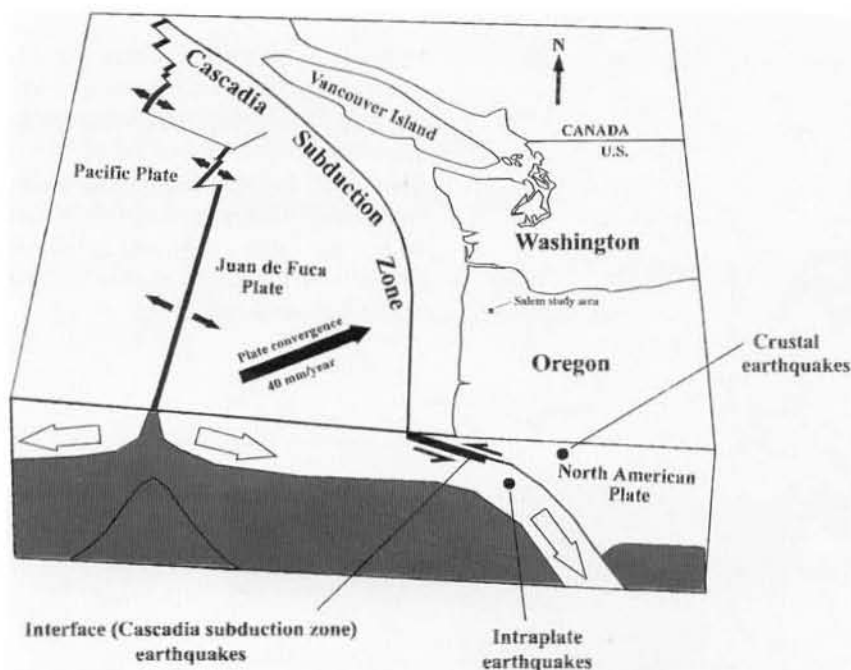 N
Cascadia
Subduction
Zone
Vancouver Island
CANADA
U.S.
Pacific Plate
Washington
Juan de Fuca
Plate
Salem study area
Plate convergence
40 mm/year
Oregon
Crustal
earthquakes
North American
Plate
Interface (Cascadia subduction zone)
earthquakes
Intraplate
earthquakes